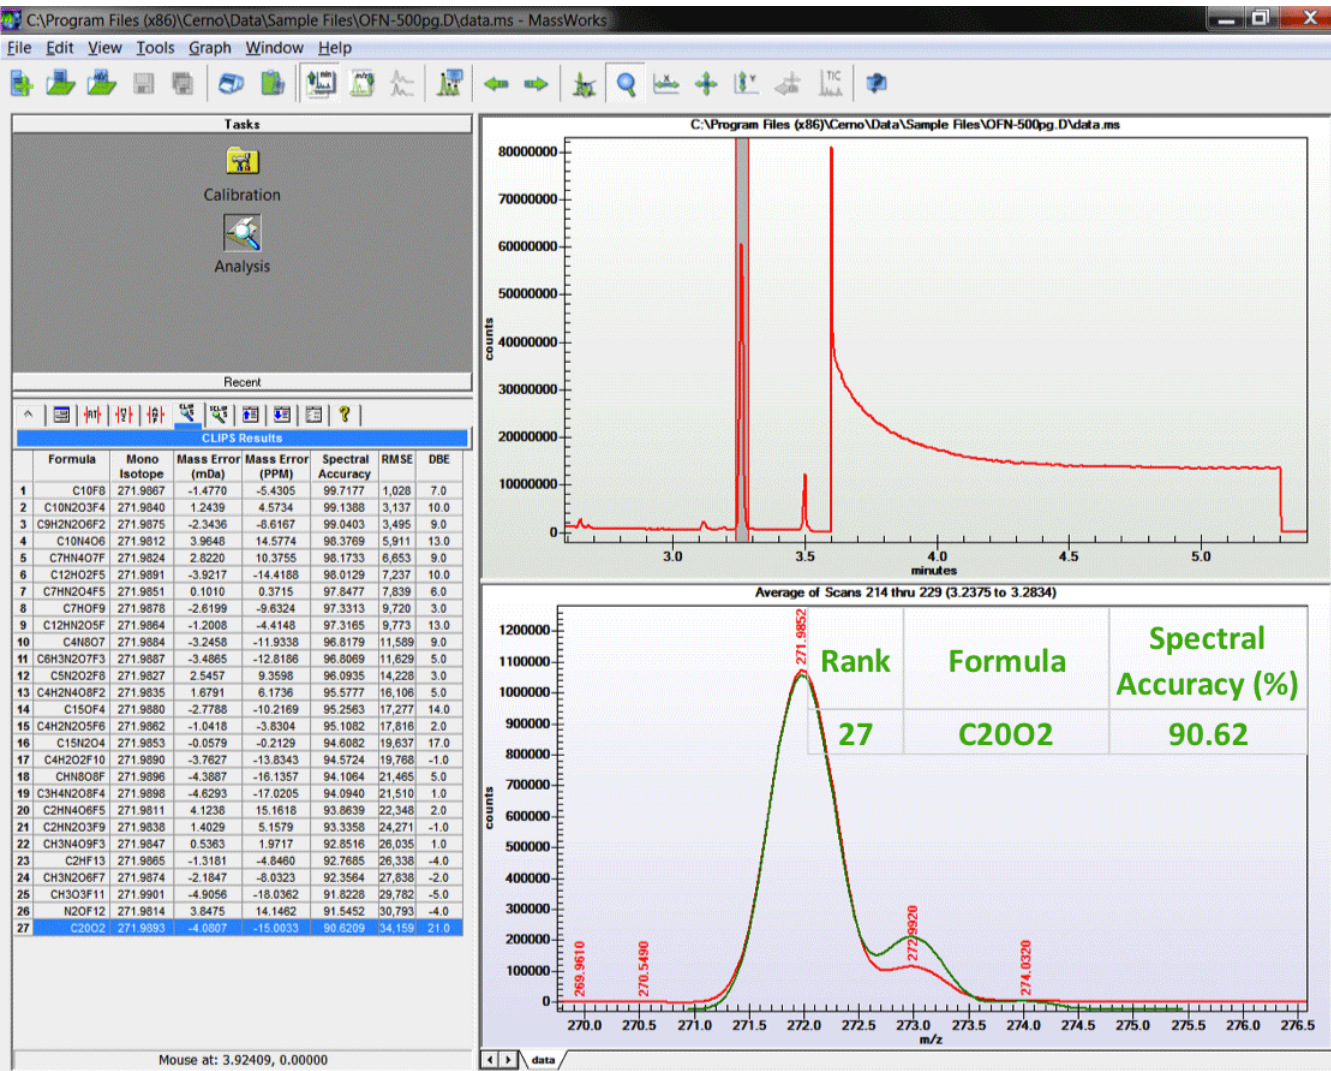 C:\Program Files (x86)\Cerno\Data\Sample Files\OFN-500pg.D\data.ms - MassWorks
File Edit View Tools Graph Window Help
TIC
Tasks
Calibration
Analysis
Recent
CLIPS Results
Formula Mono Isotope Mass Error (mDa) Mass Error (PPM) Spectral Accuracy RMSE DBE
1 C10F8 271.9867 -1.4770 -5.4305 99.7177 1,028 7.0
2 C10N2O3F4 271.9840 1.2439 4.5734 99.1388 3,137 10.0
3 C9H2N2O6F2 271.9875 -2.3436 -8.6167 99.0403 3,495 9.0
4 C10N4O6 271.9812 3.9648 14.5774 98.3769 5,911 13.0
5 C7HN4O7F 271.9824 2.8220 10.3755 98.1733 6,653 9.0
6 C12HO2F5 271.9891 -3.9217 -14.4188 98.0129 7,237 10.0
7 C7HN2O4F5 271.9851 0.1010 0.3715 97.8477 7,839 6.0
8 C7HOF9 271.9878 -2.6199 -9.6324 97.3313 9,720 3.0
9 C12HN2O5F 271.9864 -1.2008 -4.4148 97.3165 9,773 13.0
10 C4N8O7 271.9884 -3.2458 -11.9338 96.8179 11,589 9.0
11 C6H3N2O7F3 271.9887 -3.4865 -12.8186 96.8069 11,629 5.0
12 C5N2O2F8 271.9827 2.5457 9.3598 96.0935 14,228 3.0
13 C4H2N4O8F2 271.9835 1.6791 6.1736 95.5777 16,106 5.0
14 C15OF4 271.9880 -2.7788 -10.2169 95.2563 17,277 14.0
15 C4H2N2O5F6 271.9862 -1.0418 -3.8304 95.1082 17,816 2.0
16 C15N2O4 271.9853 -0.0579 -0.2129 94.6082 19,637 17.0
17 C4H2O2F10 271.9890 -3.7627 -13.8343 94.5724 19,768 -1.0
18 CHN8O8F 271.9896 -4.3887 -16.1357 94.1064 21,465 5.0
19 C3H4N2O8F4 271.9898 -4.6293 -17.0205 94.0940 21,510 1.0
20 C2HN4O6F5 271.9811 4.1238 15.1618 93.8639 22,348 2.0
21 C2HN2O3F9 271.9838 1.4029 5.1579 93.3358 24,271 -1.0
22 CH3N4O9F3 271.9847 0.5363 1.9717 92.8516 26,035 1.0
23 C2HF13 271.9865 -1.3181 -4.8460 92.7685 26,338 -4.0
24 CH3N2O6F7 271.9874 -2.1847 -8.0323 92.3564 27,838 -2.0
25 CH3O3F11 271.9901 -4.9056 -18.0362 91.8228 29,782 -5.0
26 N2OF12 271.9814 3.8475 14.1462 91.5452 30,793 -4.0
27 C20O2 271.9893 -4.0807 -15.0033 90.6209 34,159 21.0
Mouse at: 3.92409, 0.00000
C:\Program Files (x86)\Cerno\Data\Sample Files\OFN-500pg.D\data.ms
80000000
70000000
60000000
50000000
40000000
30000000
20000000
10000000
0
counts
3.0 3.5 4.0 4.5 5.0
minutes
Average of Scans 214 thru 229 (3.2375 to 3.2834)
1200000
1100000
1000000
900000
800000
700000
600000
500000
400000
300000
200000
100000
0
counts
269.9610
270.5490
271.9852
272.9920
274.0320
Rank Formula Spectral Accuracy (%)
27 C20O2 90.62
270.0 270.5 271.0 271.5 272.0 272.5 273.0 273.5 274.0 274.5 275.0 275.5 276.0 276.5
m/z
data